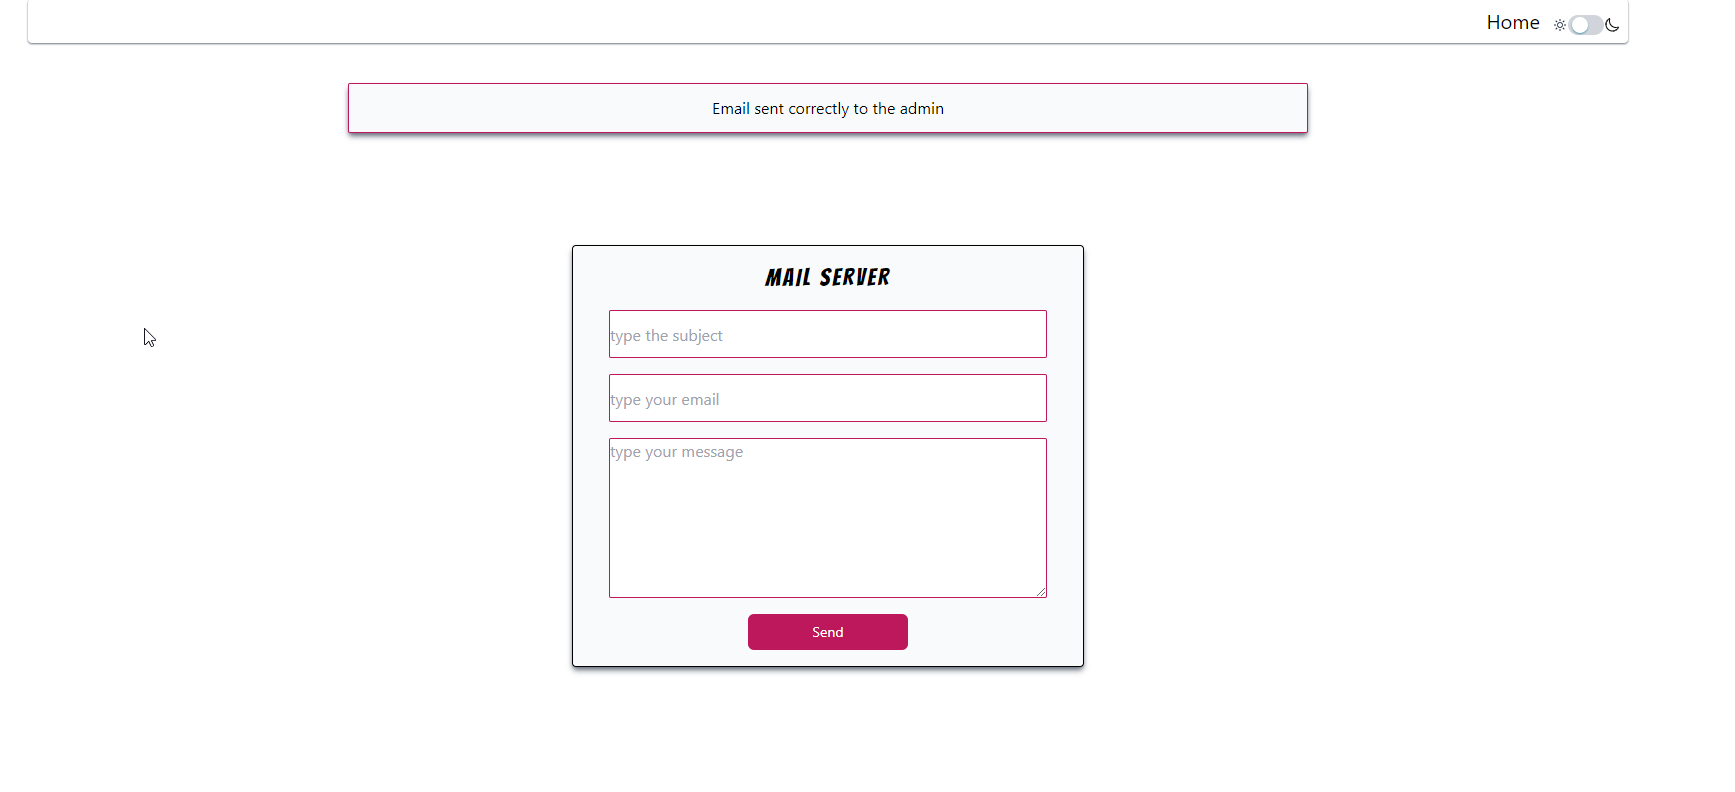 Home
Email sent correctly to the admin
MAIL SERVER
type the subject
type your email
type your message
Send